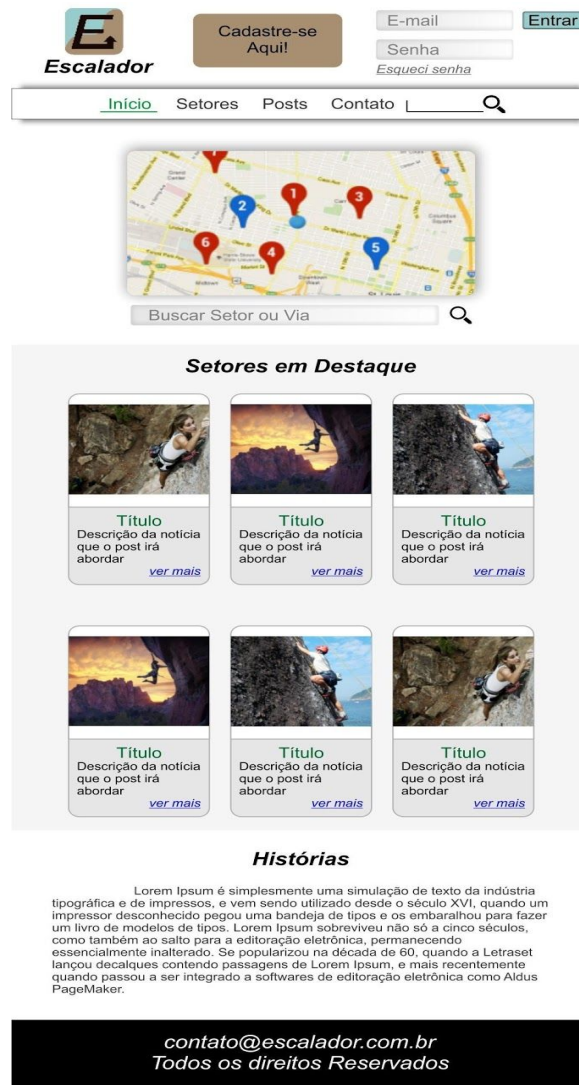 Escalador
Cadastre-se
Aqui!
E-mail
Entrar
Senha
Esqueci senha
Início Setores Posts Contato
1
2
3
4
5
6
Buscar Setor ou Via
Setores em Destaque
Título
Descrição da notícia
que o post irá
abordar
ver mais
Título
Descrição da notícia
que o post irá
abordar
ver mais
Título
Descrição da notícia
que o post irá
abordar
ver mais
Título
Descrição da notícia
que o post irá
abordar
ver mais
Título
Descrição da notícia
que o post irá
abordar
ver mais
Título
Descrição da notícia
que o post irá
abordar
ver mais
Histórias
Lorem Ipsum é simplesmente uma simulação de texto da indústria
tipográfica e de impressos, e vem sendo utilizado desde o século XVI, quando um
impressor desconhecido pegou uma bandeja de tipos e os embaralhou para fazer
um livro de modelos de tipos. Lorem Ipsum sobreviveu não só a cinco séculos,
como também ao salto para a editoração eletrônica, permanecendo
essencialmente inalterado. Se popularizou na década de 60, quando a Letraset
lançou decalques contendo passagens de Lorem Ipsum, e mais recentemente
quando passou a ser integrado a softwares de editoração eletrônica como Aldus
PageMaker.
contato@escalador.com.br
Todos os direitos Reservados